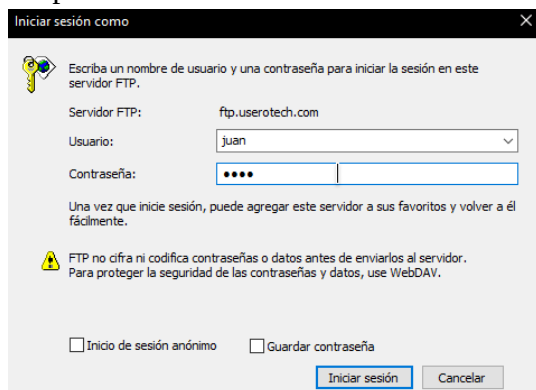 Iniciar sesión como
Escriba un nombre de usuario y una contraseña para iniciar la sesión en este
servidor FTP.
Servidor FTP: ftp.userotech.com
Usuario: juan
Contraseña: ••••
Una vez que inicie sesión, puede agregar este servidor a sus favoritos y volver a él
fácilmente.
FTP no cifra ni codifica contraseñas o datos antes de enviarlos al servidor.
Para proteger la seguridad de las contraseñas y datos, use WebDAV.
Inicio de sesión anónimo Guardar contraseña
Iniciar sesión Cancelar